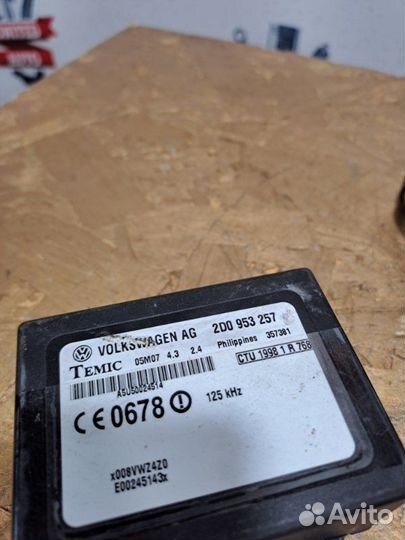 VOLKSWAGEN AG 2D0 953 257
TEMIC 05M07 4.3 2.4 Philippines 357381
A5U50024514 CTU 1998 1 R 766
CE 0678 125 kHz
x008VWZ4Z0
E00245143x
Avito